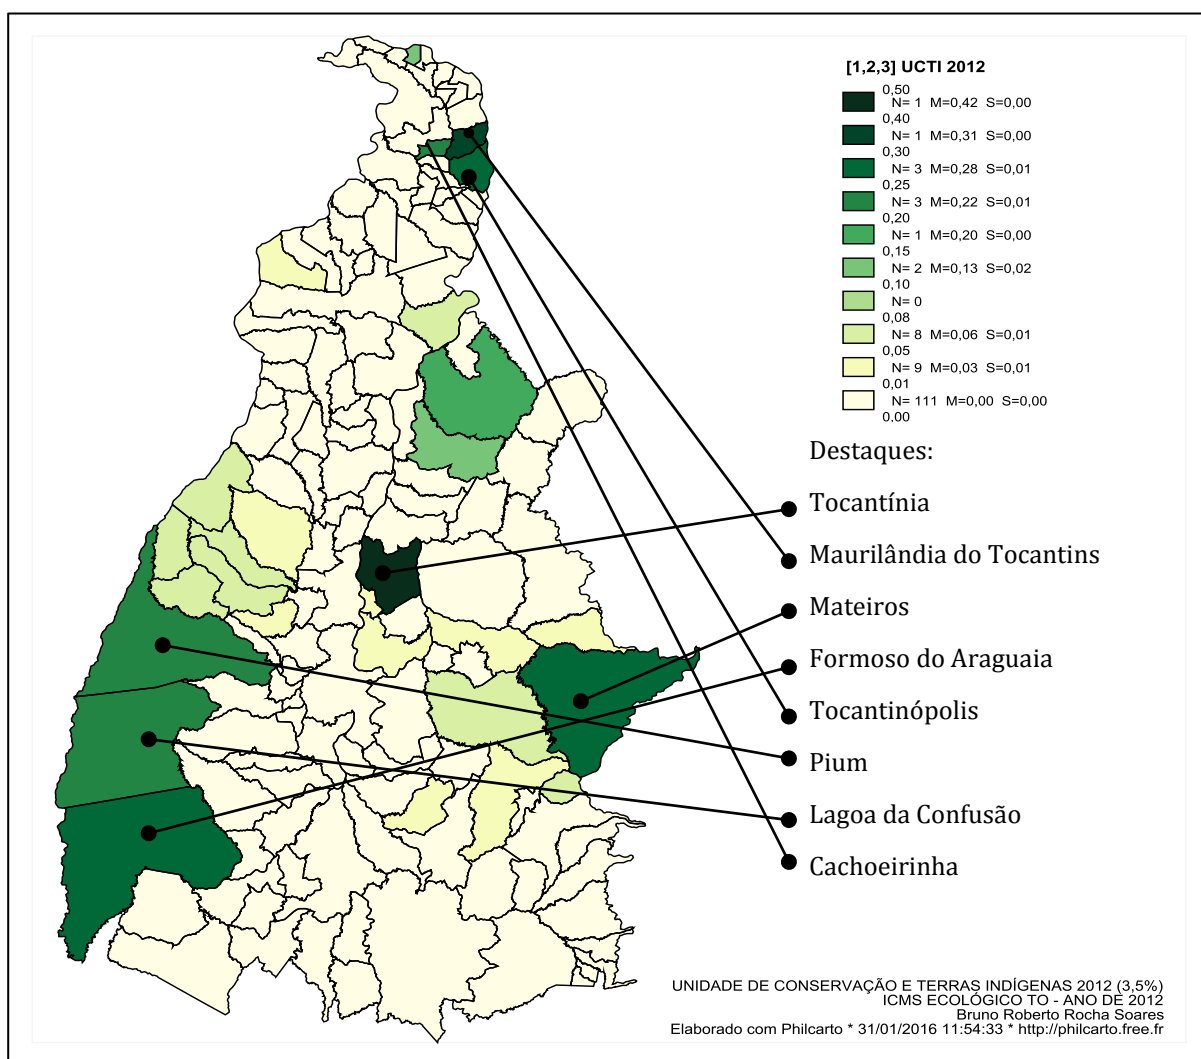 [1,2,3] UCTI 2012
0,50
N= 1 M=0,42 S=0,00
0,40
N= 1 M=0,31 S=0,00
0,30
N= 3 M=0,28 S=0,01
0,25
N= 3 M=0,22 S=0,01
0,20
N= 1 M=0,20 S=0,00
0,15
N= 2 M=0,13 S=0,02
0,10
N= 0
0,08
N= 8 M=0,06 S=0,01
0,05
N= 9 M=0,03 S=0,01
0,01
N= 111 M=0,00 S=0,00
0.00
Destaques:
Tocantínia
Maurilândia do Tocantins
Mateiros
Formoso do Araguaia
Tocantinópolis
Pium
Lagoa da Confusão
Cachoeirinha
UNIDADE DE CONSERVAÇÃO E TERRAS INDÍGENAS 2012 (3,5%)
ICMS ECOLÓGICO TO - ANO DE 2012
Bruno Roberto Rocha Soares
Elaborado com Philcarto * 31/01/2016 11:54:33 * http://philcarto.free.fr